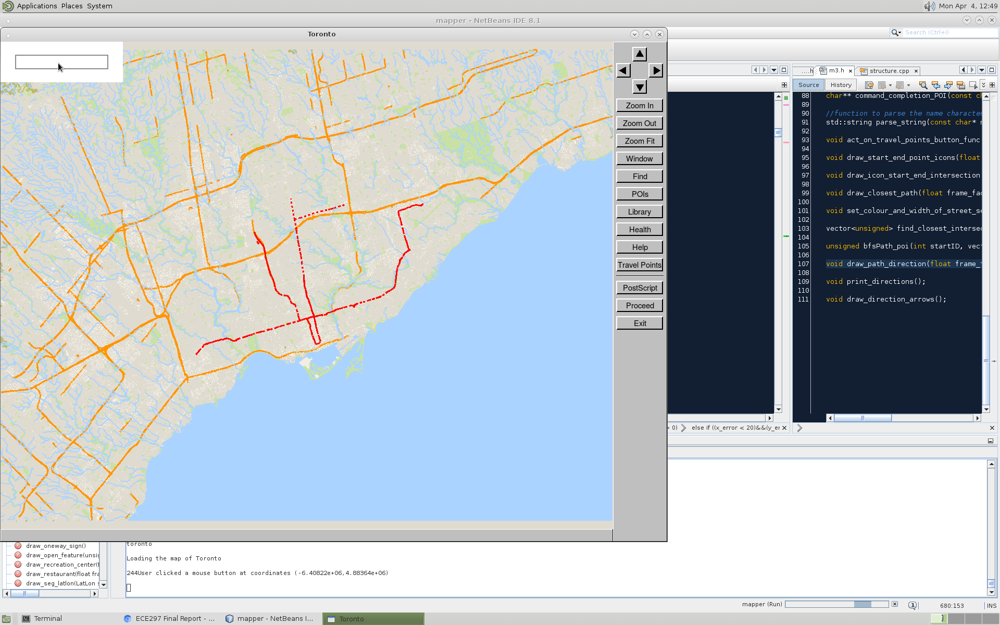 Applications Places System
Mon Apr 4, 12:49
mapper - NetBeans IDE 8.1
Toronto
Search (Ctrl+I)
Zoom In
Zoom Out
Zoom Fit
Window
Find
POIs
Library
Health
Help
Travel Points
PostScript
Proceed
Exit
....h
m3.h
structure.cpp
Source
History
88 char** command_completion_POI(const ch
89
90 //function to parse the name characte
91 std::string parse_string(const char* n
92
93 void act_on_travel_points_button_func
94
95 void draw_start_end_point_icons(float
96
97 void draw_icon_start_end_intersection
98
99 void draw_closest_path(float frame_fac
100
101 void set_colour_and_width_of_street_se
102
103 vector<unsigned> find_closest_intersec
104
105 unsigned bfsPath_poi(int startID, vect
106
107 void draw_path_direction(float frame_
108
109 void print_directions();
110
111 void draw_direction_arrows();
= 0) else if ((x_error < 20)&&(y_er
draw_oneway_sign()
draw_open_feature(unsig
draw_recreation_center(f
draw_restaurant(float fra
draw_seg_latlon(LatLon s
toronto
Loading the map of Toronto
244User clicked a mouse button at coordinates (-6.40822e+06,4.88364e+06)
mapper (Run)
1
680:153
INS
Terminal
ECE297 Final Report - ...
mapper - NetBeans I...
Toronto